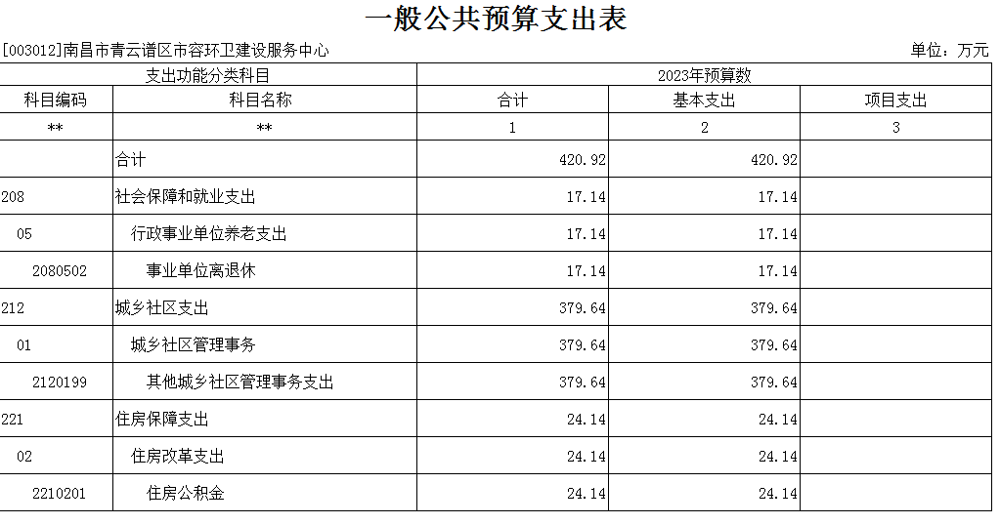 一般公共预算支出表
[003012]南昌市青云谱区市容环卫建设服务中心 单位：万元
支出功能分类科目 2023年预算数
科目编码 科目名称 合计 基本支出 项目支出
** ** 1 2 3
合计 420.92 420.92
208 社会保障和就业支出 17.14 17.14
05 行政事业单位养老支出 17.14 17.14
2080502 事业单位离退休 17.14 17.14
212 城乡社区支出 379.64 379.64
01 城乡社区管理事务 379.64 379.64
2120199 其他城乡社区管理事务支出 379.64 379.64
221 住房保障支出 24.14 24.14
02 住房改革支出 24.14 24.14
2210201 住房公积金 24.14 24.14